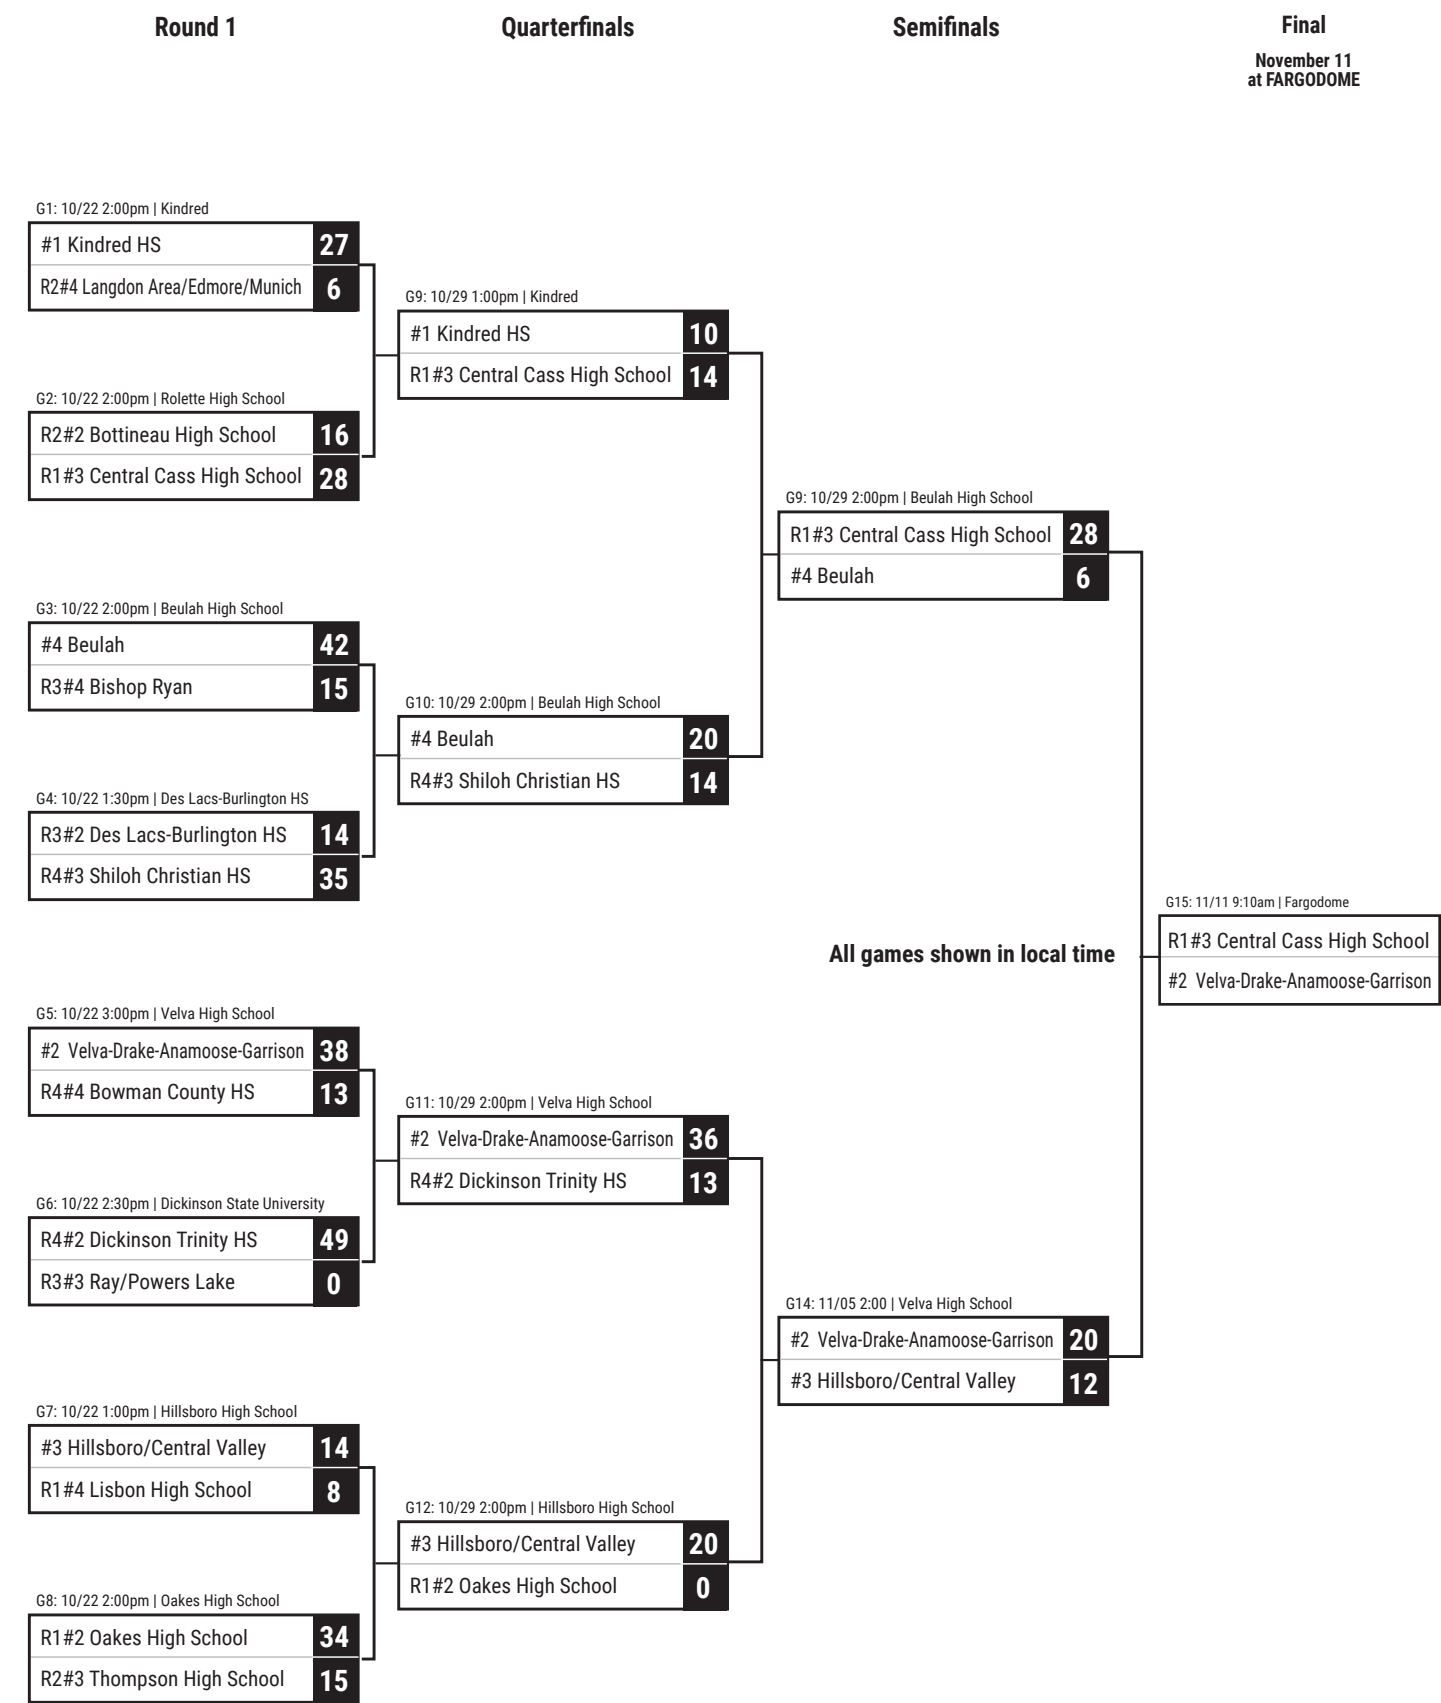 Round 1
Quarterfinals
Semifinals
Final
November 11
at FARGODOME
G1: 10/22 2:00pm | Kindred
#1 Kindred HS 27
R2#4 Langdon Area/Edmore/Munich 6
G2: 10/22 2:00pm | Rolette High School
R2#2 Bottineau High School 16
R1#3 Central Cass High School 28
G3: 10/22 2:00pm | Beulah High School
#4 Beulah 42
R3#4 Bishop Ryan 15
G4: 10/22 1:30pm | Des Lacs-Burlington HS
R3#2 Des Lacs-Burlington HS 14
R4#3 Shiloh Christian HS 35
G5: 10/22 3:00pm | Velva High School
#2 Velva-Drake-Anamoose-Garrison 38
R4#4 Bowman County HS 13
G6: 10/22 2:30pm | Dickinson State University
R4#2 Dickinson Trinity HS 49
R3#3 Ray/Powers Lake 0
G7: 10/22 1:00pm | Hillsboro High School
#3 Hillsboro/Central Valley 14
R1#4 Lisbon High School 8
G8: 10/22 2:00pm | Oakes High School
R1#2 Oakes High School 34
R2#3 Thompson High School 15
G9: 10/29 1:00pm | Kindred
#1 Kindred HS 10
R1#3 Central Cass High School 14
G10: 10/29 2:00pm | Beulah High School
#4 Beulah 20
R4#3 Shiloh Christian HS 14
G11: 10/29 2:00pm | Velva High School
#2 Velva-Drake-Anamoose-Garrison 36
R4#2 Dickinson Trinity HS 13
G12: 10/29 2:00pm | Hillsboro High School
#3 Hillsboro/Central Valley 20
R1#2 Oakes High School 0
G9: 10/29 2:00pm | Beulah High School
R1#3 Central Cass High School 28
#4 Beulah 6
All games shown in local time
G14: 11/05 2:00 | Velva High School
#2 Velva-Drake-Anamoose-Garrison 20
#3 Hillsboro/Central Valley 12
G15: 11/11 9:10am | Fargodome
R1#3 Central Cass High School
#2 Velva-Drake-Anamoose-Garrison